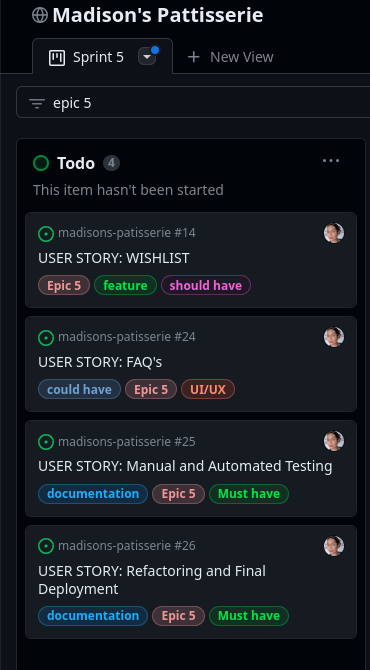 Madison's Pattisserie
Sprint 5
New View
epic 5
Todo 4
This item hasn't been started
madisons-patisserie #14
USER STORY: WISHLIST
Epic 5 feature should have
madisons-patisserie #24
USER STORY: FAQ's
could have Epic 5 UI/UX
madisons-patisserie #25
USER STORY: Manual and Automated Testing
documentation Epic 5 Must have
madisons-patisserie #26
USER STORY: Refactoring and Final
Deployment
documentation Epic 5 Must have